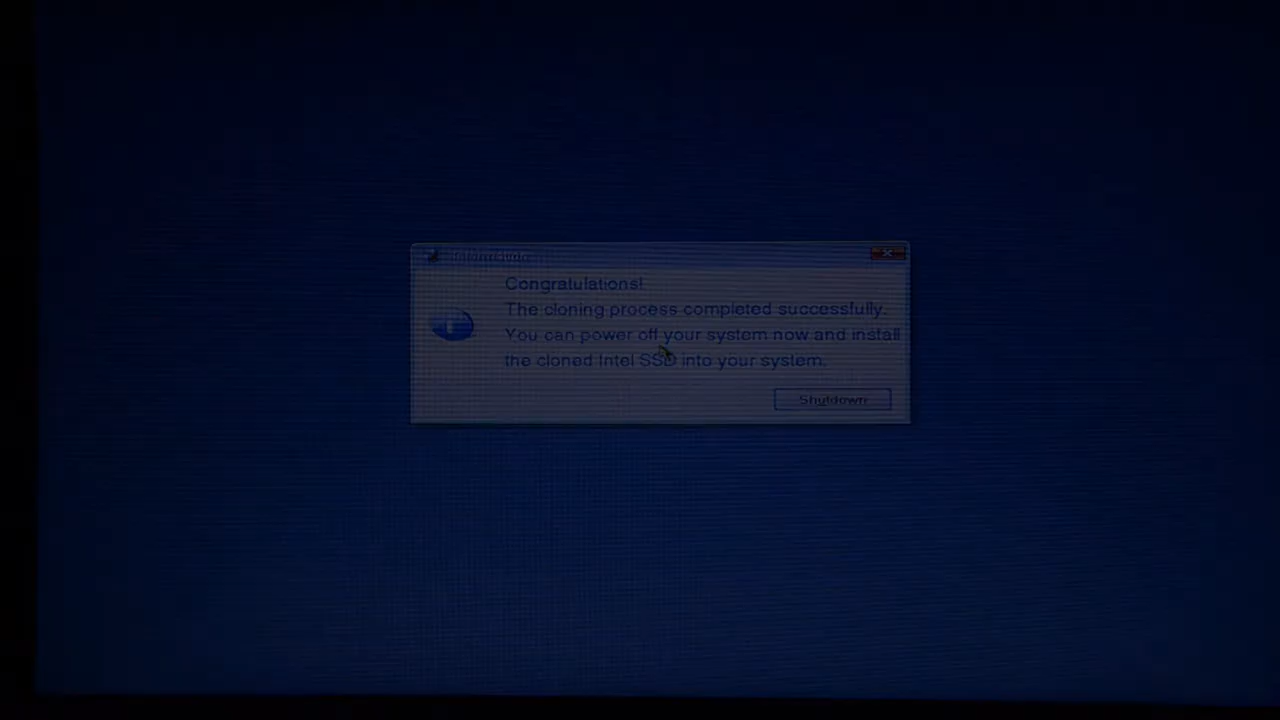 Congratulations!
The cloning process completed successfully.
You can power off your system now and install
the cloned Intel SSD into your system.
Shutdown